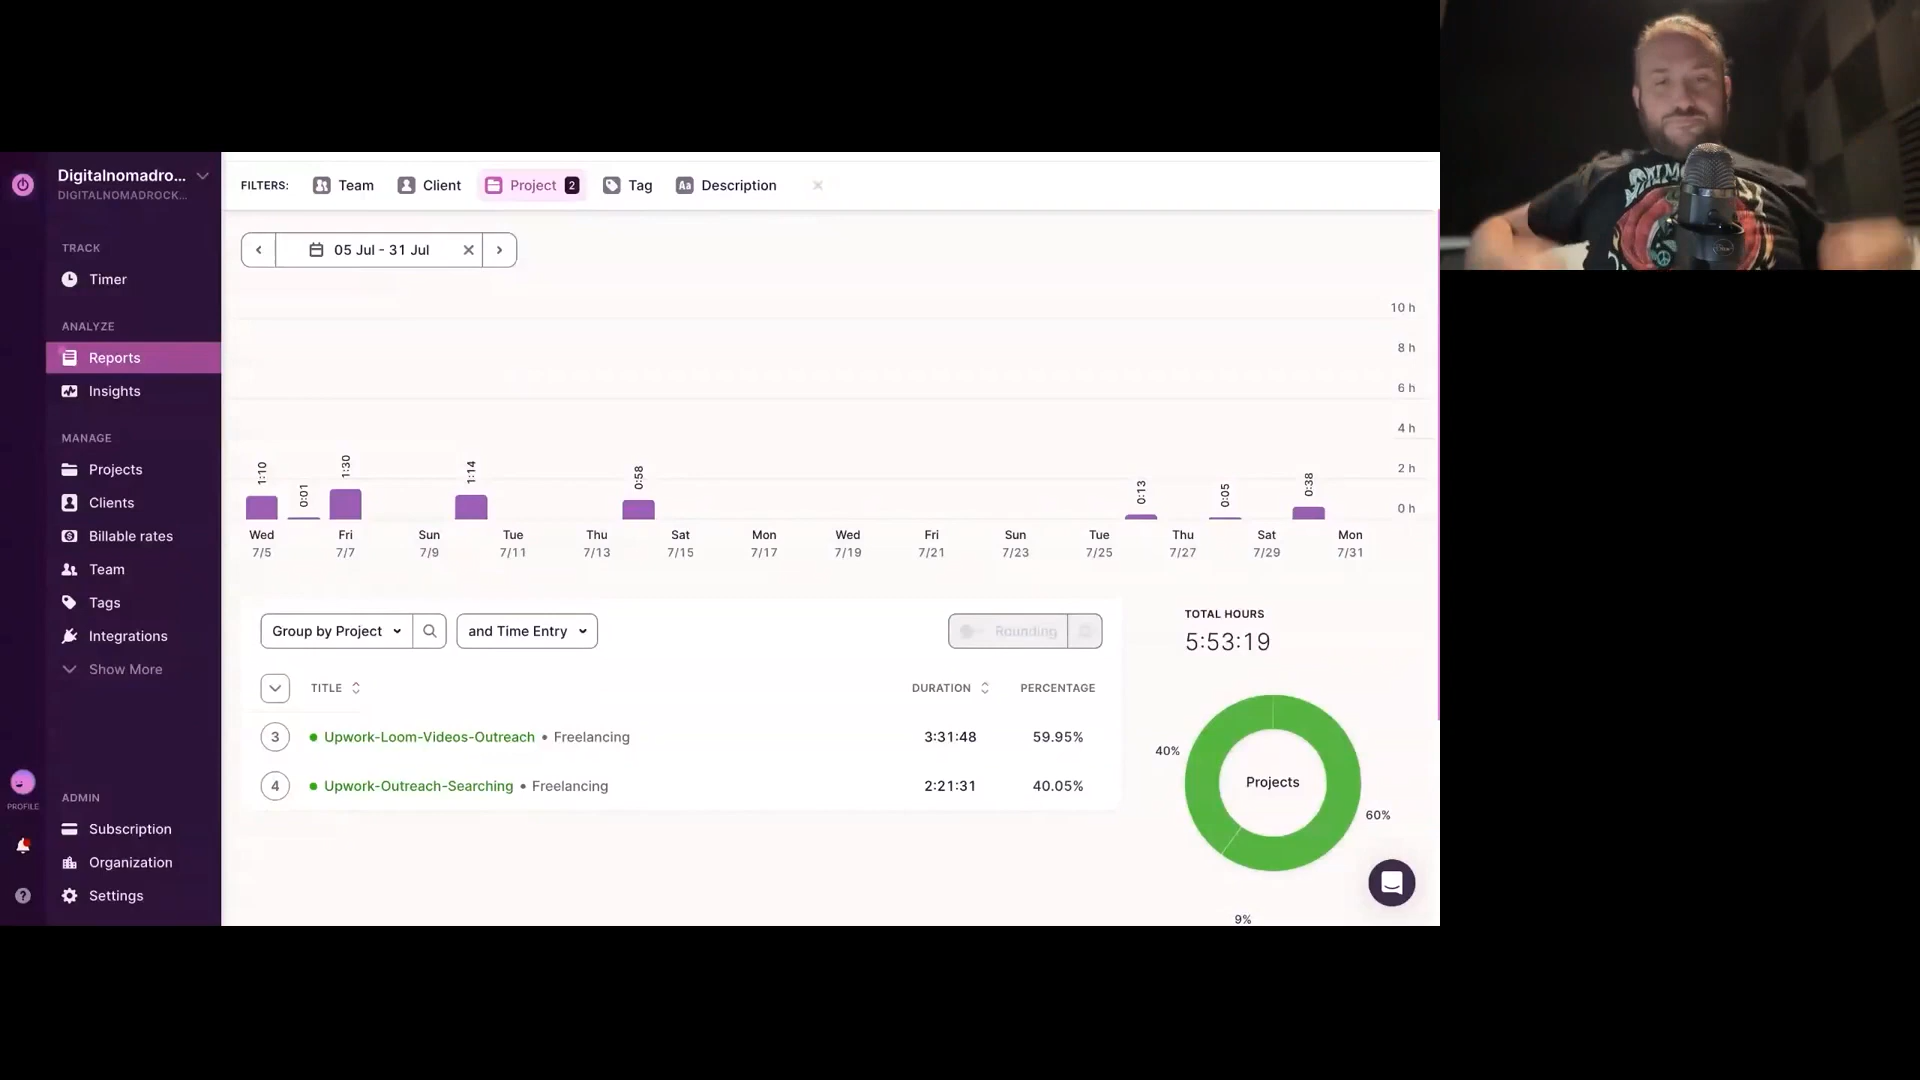 Digitalnomadro...
DIGITALNOMADROCK...
TRACK
Timer
ANALYZE
Reports
Insights
MANAGE
Projects
Clients
Billable rates
Team
Tags
Integrations
Show More
PROFILE
ADMIN
Subscription
Organization
Settings
FILTERS: Team Client Project 2 Tag Aa Description
05 Jul - 31 Jul
10 h
8 h
6 h
4 h
2 h
0 h
1:10 0:01 1:30 1:14 0:58 0:13 0:05 0:38
Wed Fri Sun Tue Thu Sat Mon Wed Fri Sun Tue Thu Sat Mon
7/5 7/7 7/9 7/11 7/13 7/15 7/17 7/19 7/21 7/23 7/25 7/27 7/29 7/31
Group by Project and Time Entry Rounding
TITLE DURATION PERCENTAGE
3 Upwork-Loom-Videos-Outreach • Freelancing 3:31:48 59.95%
4 Upwork-Outreach-Searching • Freelancing 2:21:31 40.05%
TOTAL HOURS
5:53:19
40%
Projects
60%
9%